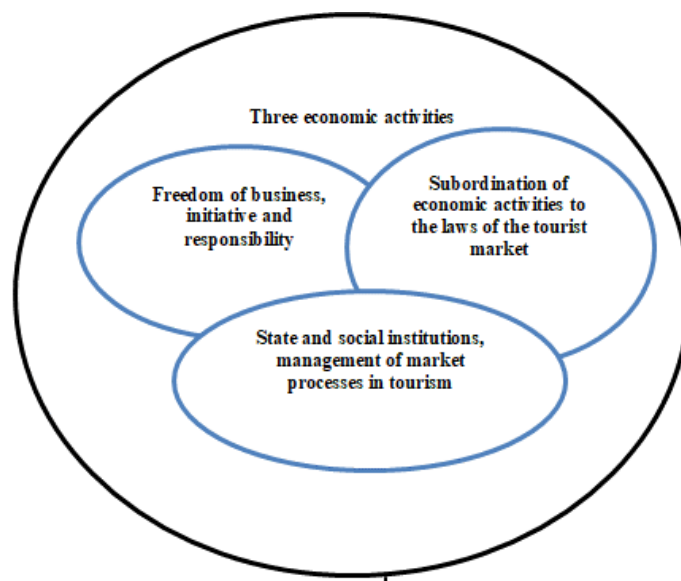 Three economic activities
Freedom of business,
initiative and
responsibility
Subordination of
economic activities to
the laws of the tourist
market
State and social institutions,
management of market
processes in tourism